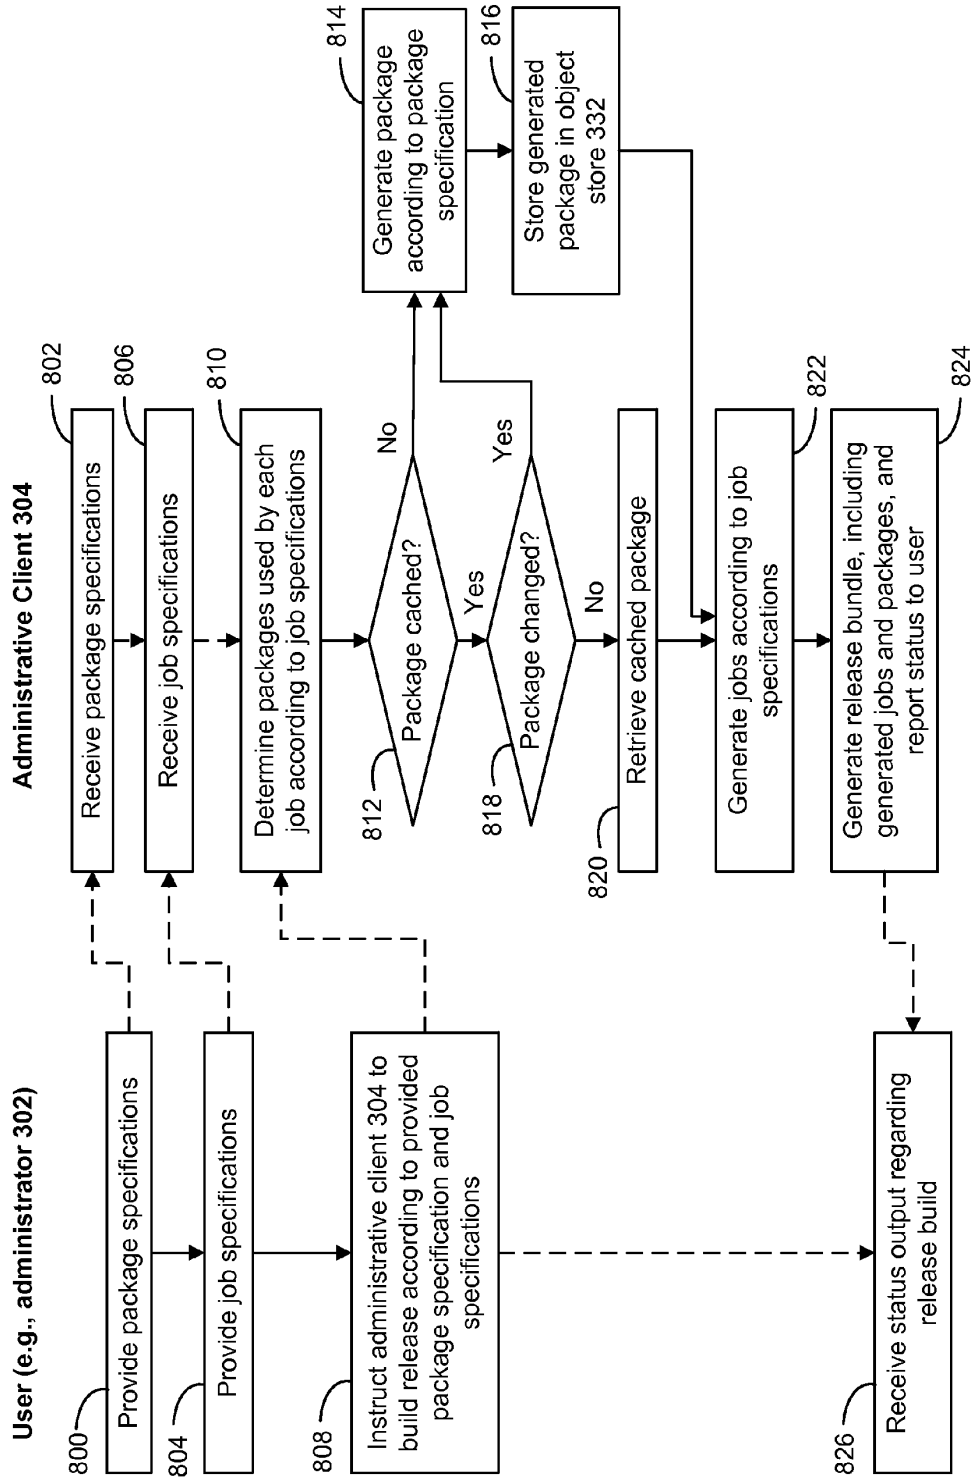 User (e.g., administrator 302)
Administrative Client 304
800
Provide package specifications
804
Provide job specifications
808
Instruct administrative client 304 to
build release according to provided
package specification and job
specifications
826
Receive status output regarding
release build
802
Receive package specifications
806
Receive job specifications
810
Determine packages used by each
job according to job specifications
812
Package cached?
No
Yes
814
Generate package
according to package
specification
816
Store generated
package in object
store 332
818
Package changed?
Yes
No
820
Retrieve cached package
822
Generate jobs according to job
specifications
824
Generate release bundle, including
generated jobs and packages, and
report status to user